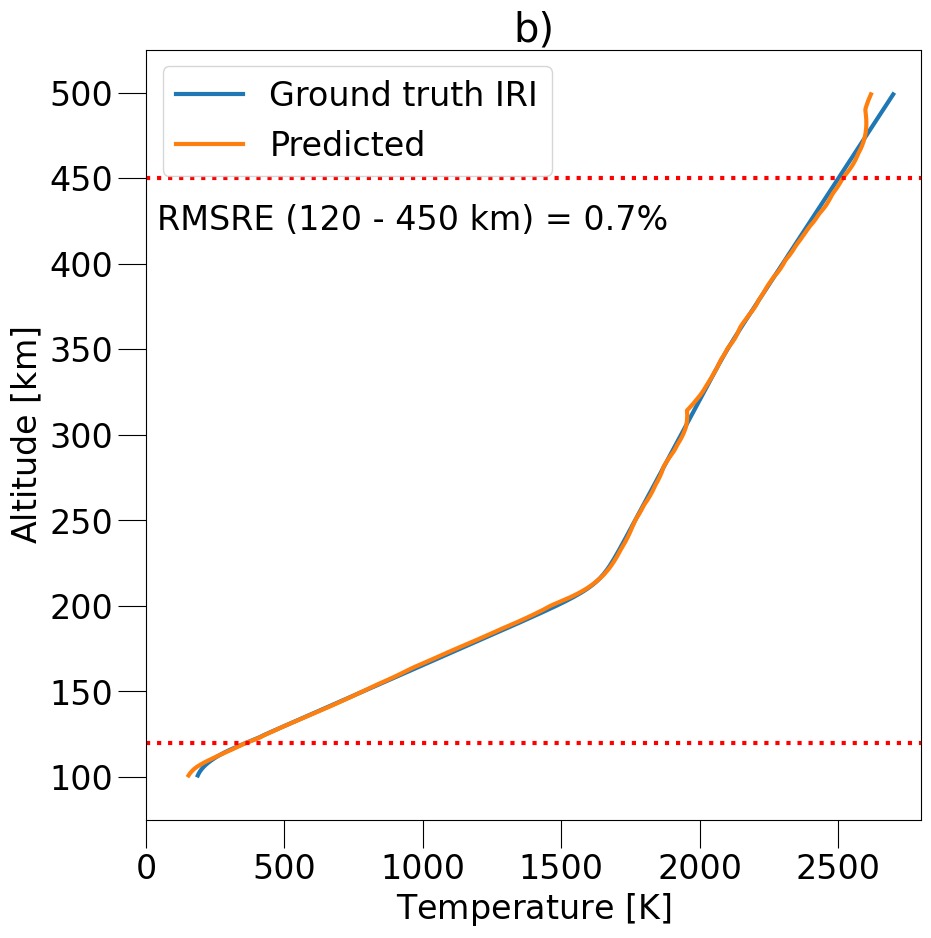 b)
Ground truth IRI
Predicted
RMSRE (120 - 450 km) = 0.7%
Altitude [km]
500
450
400
350
300
250
200
150
100
0 500 1000 1500 2000 2500
Temperature [K]